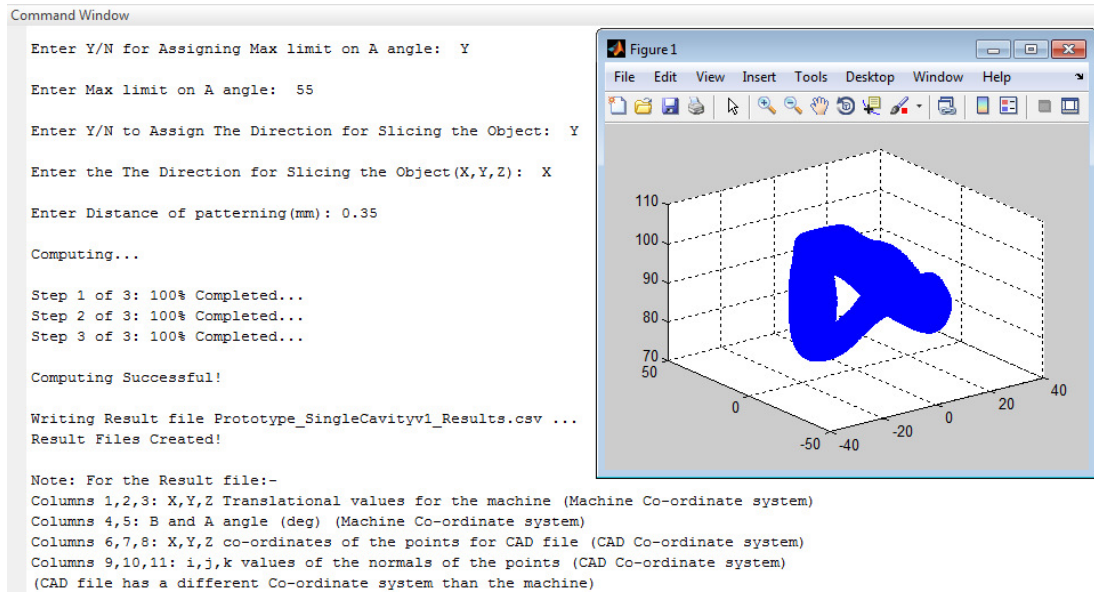 Command Window
Enter Y/N for Assigning Max limit on A angle: Y
Enter Max limit on A angle: 55
Enter Y/N to Assign The Direction for Slicing the Object: Y
Enter the The Direction for Slicing the Object(X,Y,Z): X
Enter Distance of patterning(mm): 0.35
Computing...
Step 1 of 3: 100% Completed...
Step 2 of 3: 100% Completed...
Step 3 of 3: 100% Completed...
Computing Successful!
Writing Result file Prototype_SingleCavityv1_Results.csv ...
Result Files Created!
Note: For the Result file:-
Columns 1,2,3: X,Y,Z Translational values for the machine (Machine Co-ordinate system)
Columns 4,5: B and A angle (deg) (Machine Co-ordinate system)
Columns 6,7,8: X,Y,Z co-ordinates of the points for CAD file (CAD Co-ordinate system)
Columns 9,10,11: i,j,k values of the normals of the points (CAD Co-ordinate system)
(CAD file has a different Co-ordinate system than the machine)
Figure 1
File Edit View Insert Tools Desktop Window Help
110
100
90
80
70
50
0
-50
-40
-20
0
20
40